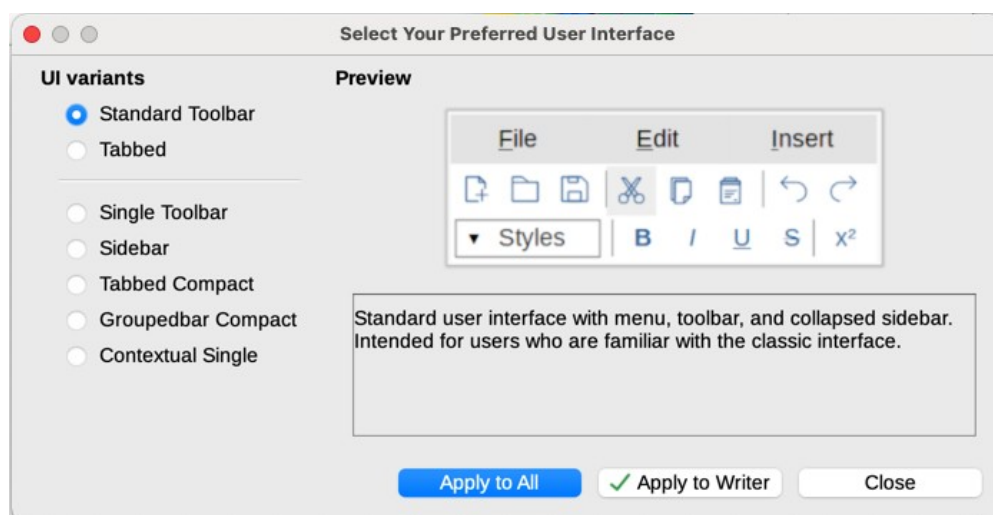 Select Your Preferred User Interface
UI variants
Standard Toolbar
Tabbed
Single Toolbar
Sidebar
Tabbed Compact
Groupedbar Compact
Contextual Single
Preview
File Edit Insert
Styles B I U S X²
Standard user interface with menu, toolbar, and collapsed sidebar.
Intended for users who are familiar with the classic interface.
Apply to All Apply to Writer Close